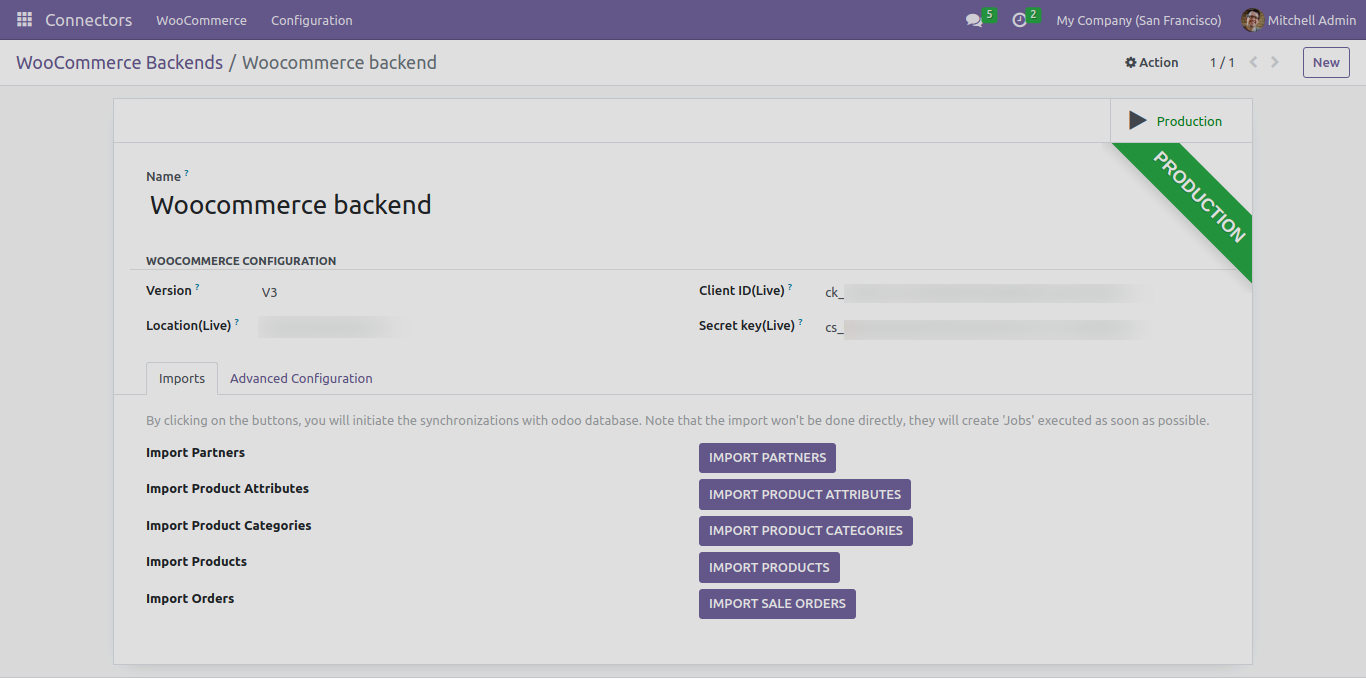 Connectors WooCommerce Configuration 5 2 My Company (San Francisco) Mitchell Admin
WooCommerce Backends / Woocommerce backend Action 1 / 1 New
Production
PRODUCTION
Name ?
Woocommerce backend
WOOCOMMERCE CONFIGURATION
Version ? V3 Client ID(Live) ? ck_
Location(Live) ? Secret key(Live) ? cs_
Imports Advanced Configuration
By clicking on the buttons, you will initiate the synchronizations with odoo database. Note that the import won't be done directly, they will create 'Jobs' executed as soon as possible.
Import Partners IMPORT PARTNERS
Import Product Attributes IMPORT PRODUCT ATTRIBUTES
Import Product Categories IMPORT PRODUCT CATEGORIES
Import Products IMPORT PRODUCTS
Import Orders IMPORT SALE ORDERS